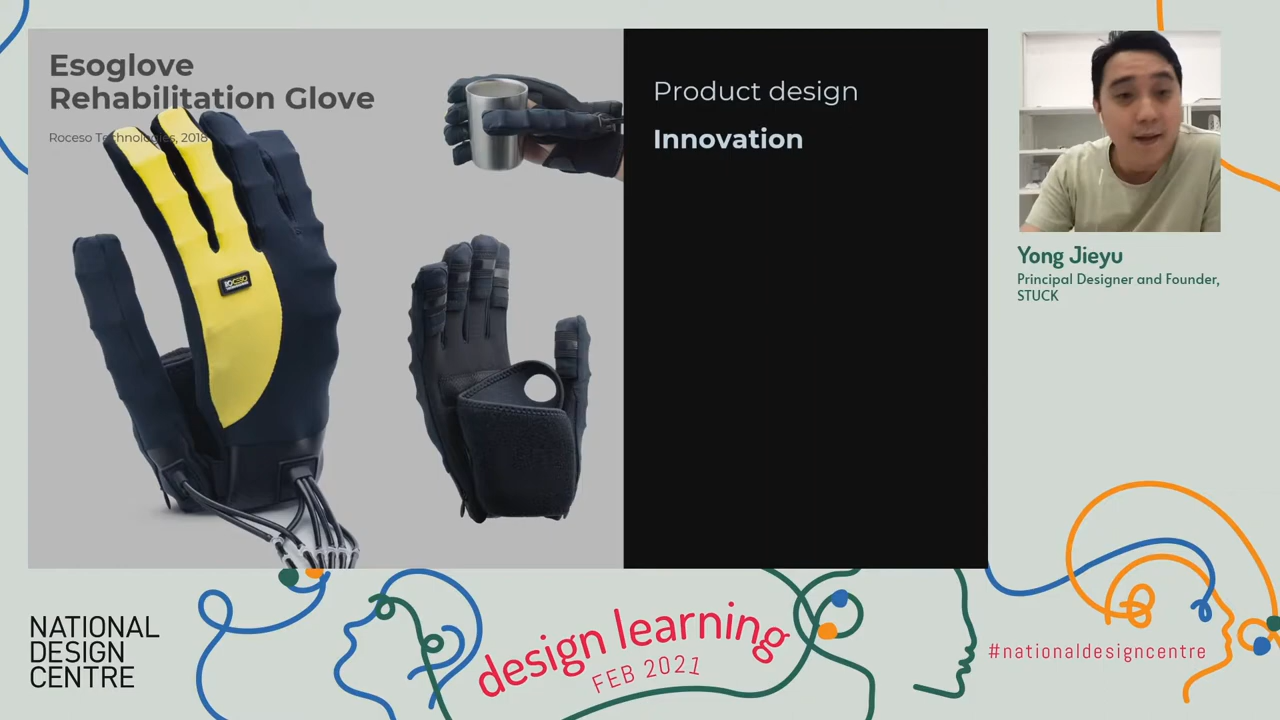 Esoglove
Rehabilitation Glove
Roceso Technologies, 2018
ROCESO
Product design
Innovation
Yong Jieyu
Principal Designer and Founder,
STUCK
NATIONAL
DESIGN
CENTRE
design learning
FEB 2021
#nationaldesigncentre